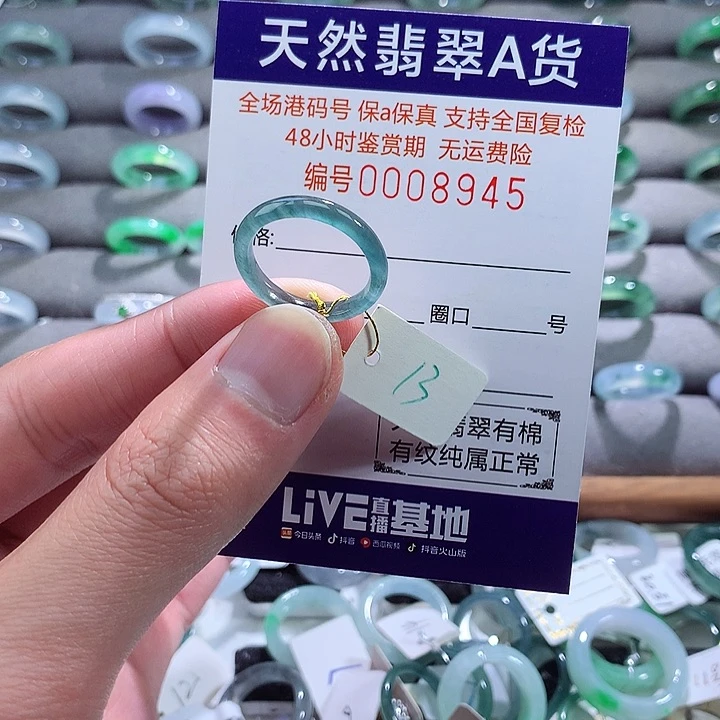 天然翡翠A货
全场港码号 保a保真 支持全国复检
48小时鉴赏期 无运费险
编号0008945
格:
圈口 号
13
翡翠有棉
有纹纯属正常
LiVE直播基地
头条 今日头条 抖音 西瓜视频 抖音火山版